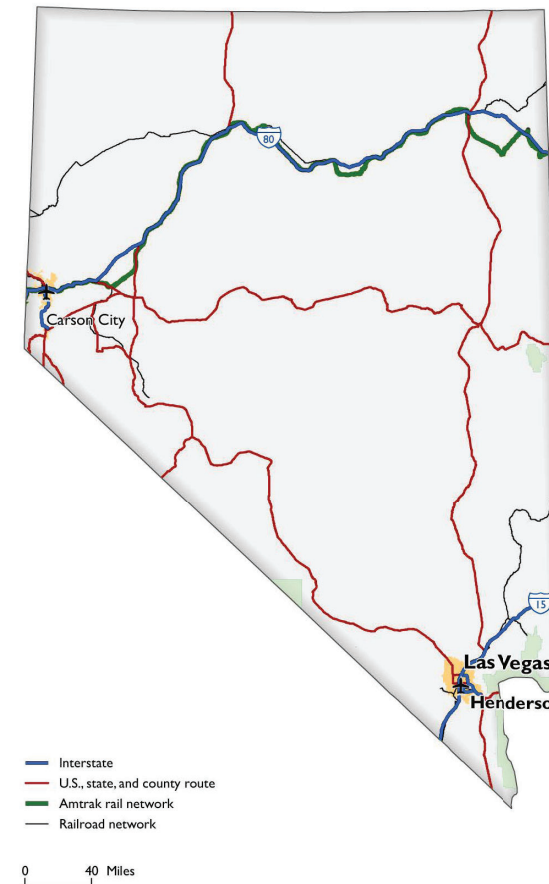 80
Carson City
15
Las Vegas
Henderso
Interstate
U.S., state, and county route
Amtrak rail network
Railroad network
0 40 Miles